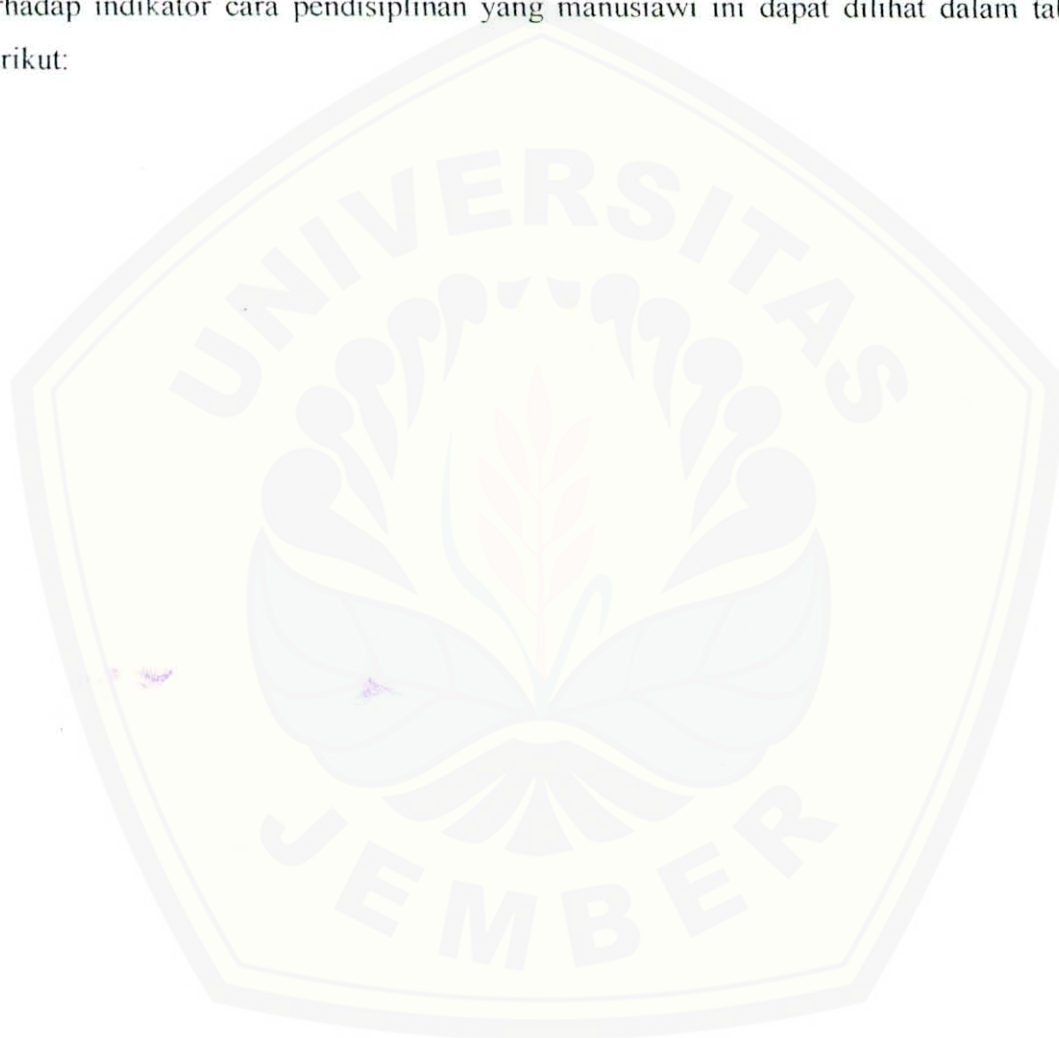 rhadap indikator cara pendisiplinan yang manusiawi ini dapat dilihat dalam tal
rikut:
UNIVERSITAS
JEMBER